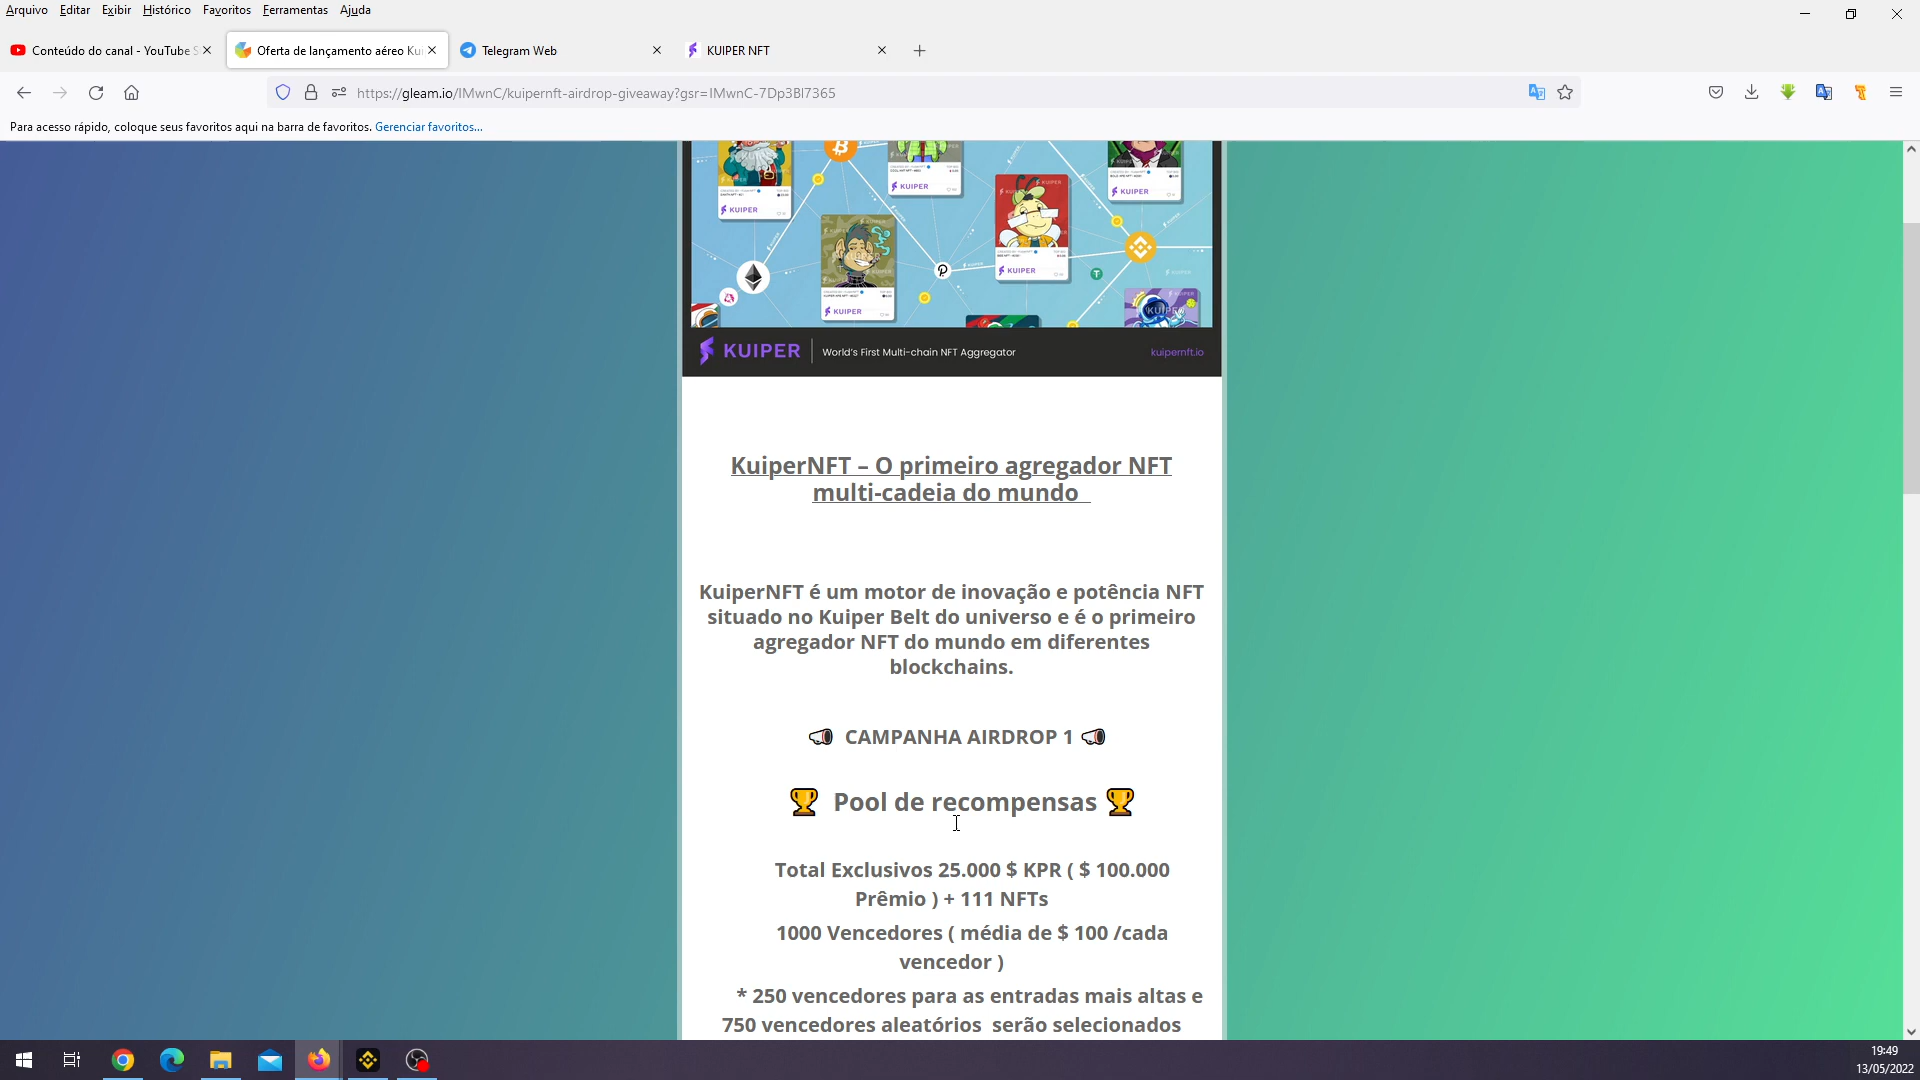 Arquivo Editar Exibir Histórico Favoritos Ferramentas Ajuda
Conteúdo do canal - YouTube S
Oferta de lançamento aéreo Ku
Telegram Web
KUIPER NFT
https://gleam.io/IMwnC/kuipernft-airdrop-giveaway?gsr=IMwnC-7Dp3Bl7365
Para acesso rápido, coloque seus favoritos aqui na barra de favoritos. Gerenciar favoritos...
KUIPER
KUIPER
KUIPER
KUIPER
KUIPER
KUIPER World's First Multi-chain NFT Aggregator kuipernft.io
KuiperNFT – O primeiro agregador NFT
multi-cadeia do mundo
KuiperNFT é um motor de inovação e potência NFT
situado no Kuiper Belt do universo e é o primeiro
agregador NFT do mundo em diferentes
blockchains.
CAMPANHA AIRDROP 1
Pool de recompensas
Total Exclusivos 25.000 $ KPR ( $ 100.000
Prêmio ) + 111 NFTs
1000 Vencedores ( média de $ 100 /cada
vencedor )
* 250 vencedores para as entradas mais altas e
750 vencedores aleatórios serão selecionados
19:49
13/05/2022